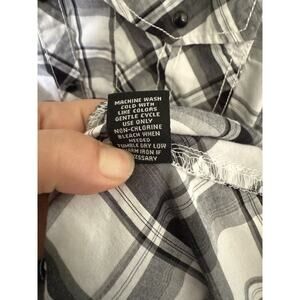 MACHINE WASH
COLD WITH
LIKE COLORS
GENTLE CYCLE
USE ONLY
NON-CHLORINE
BLEACH WHEN
NEEDED
TUMBLE DRY LOW
IRON IF